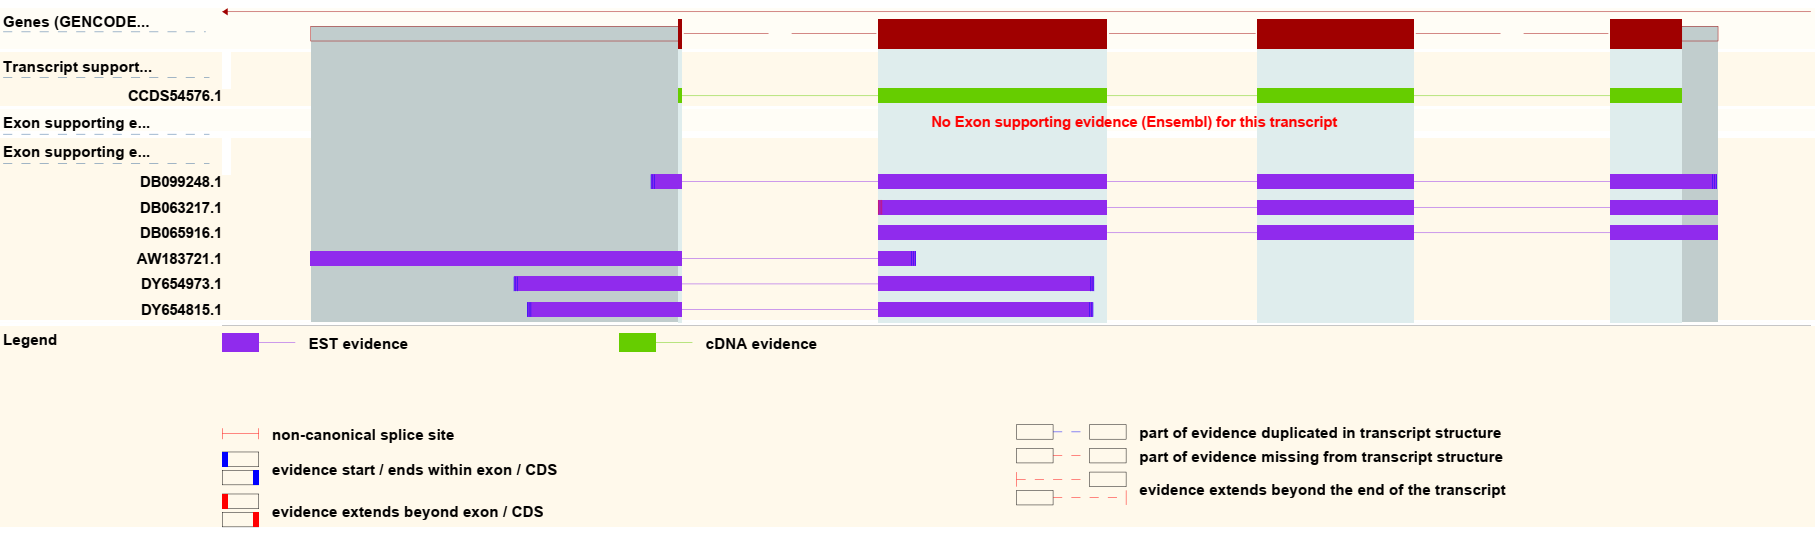 Genes (GENCODE...
Transcript support...
CCDS54576.1
Exon supporting e...
No Exon supporting evidence (Ensembl) for this transcript
Exon supporting e...
DB099248.1
DB063217.1
DB065916.1
AW183721.1
DY654973.1
DY654815.1
Legend
EST evidence
cDNA evidence
non-canonical splice site
evidence start / ends within exon / CDS
evidence extends beyond exon / CDS
part of evidence duplicated in transcript structure
part of evidence missing from transcript structure
evidence extends beyond the end of the transcript